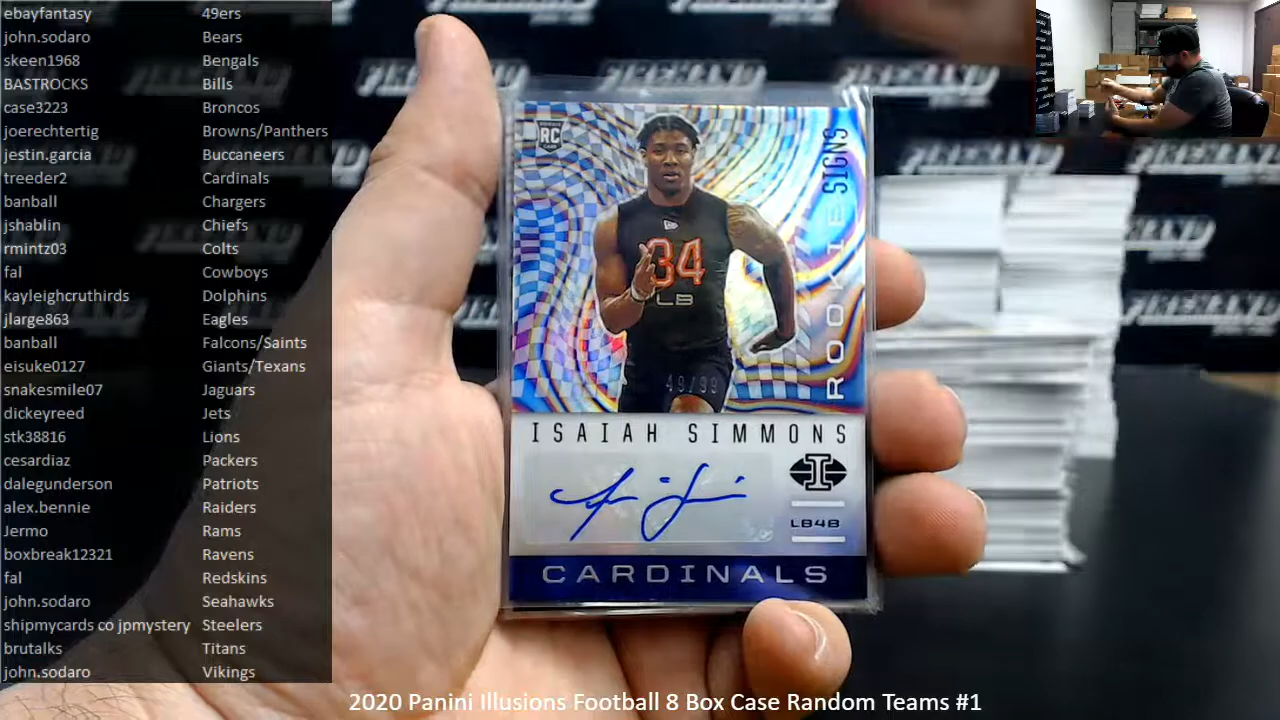 ebayfantasy 49ers
john.sodaro Bears
skeen1968 Bengals
BASTROCKS Bills
case3223 Broncos
joerechtertig Browns/Panthers
jestin.garcia Buccaneers
treeder2 Cardinals
banball Chargers
jshablin Chiefs
rmintz03 Colts
fal Cowboys
kayleighcruthirds Dolphins
jlarge863 Eagles
banball Falcons/Saints
eisuke0127 Giants/Texans
snakesmile07 Jaguars
dickeyreed Jets
stk38816 Lions
cesardiaz Packers
dalegunderson Patriots
alex.bennie Raiders
Jermo Rams
boxbreak12321 Ravens
fal Redskins
john.sodaro Seahawks
shipmycards co jpmystery Steelers
brutalks Titans
john.sodaro Vikings
RC
ROOKIE SIGNS
34
LB
49/99
ISAIAH SIMMONS
I
LB48
CARDINALS
2020 Panini Illusions Football 8 Box Case Random Teams #1